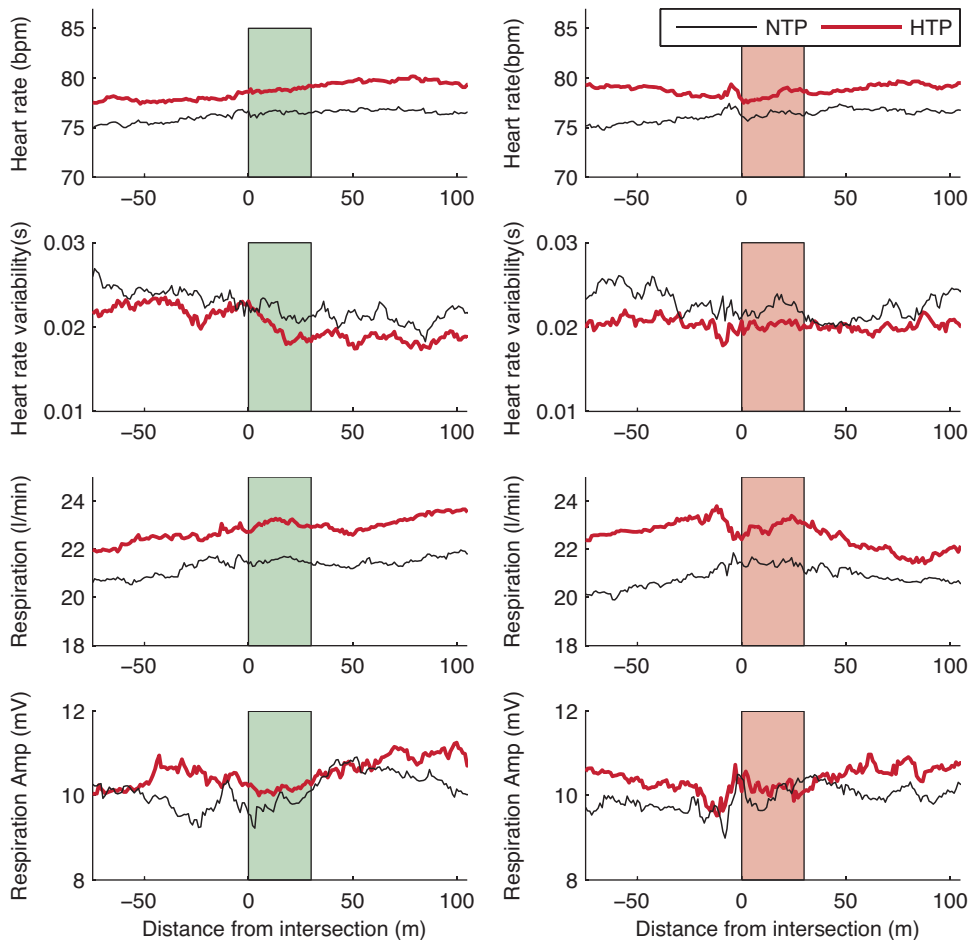 NTP HTP
Heart rate (bpm)
85
80
75
70
−50 0 50 100
Heart rate(bpm)
85
80
75
70
−50 0 50 100
Heart rate variability(s)
0.03
0.02
0.01
−50 0 50 100
Heart rate variability(s)
0.03
0.02
0.01
−50 0 50 100
Respiration (l/min)
24
22
20
18
−50 0 50 100
Respiration (l/min)
24
22
20
18
−50 0 50 100
Respiration Amp (mV)
12
10
8
−50 0 50 100
Distance from intersection (m)
Respiration Amp (mV)
12
10
8
−50 0 50 100
Distance from intersection (m)